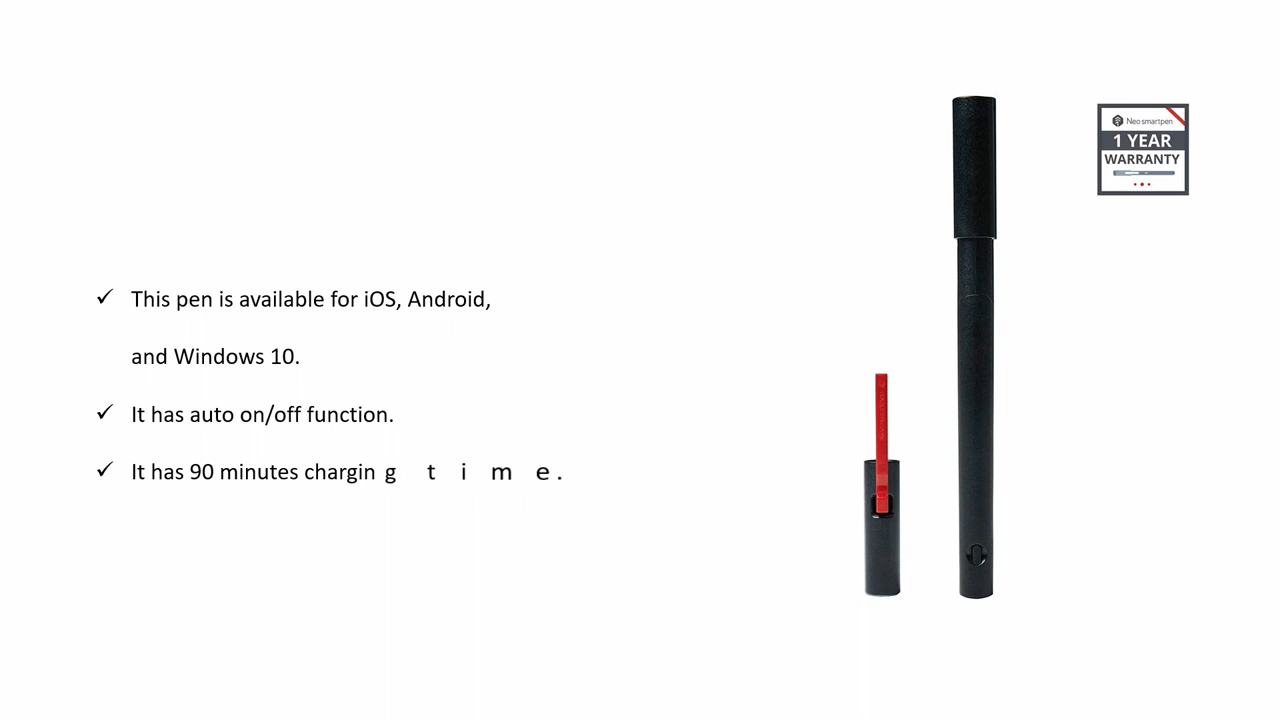 Neo smartpen
1 YEAR
WARRANTY
This pen is available for iOS, Android,
and Windows 10.
It has auto on/off function.
It has 90 minutes charging time.